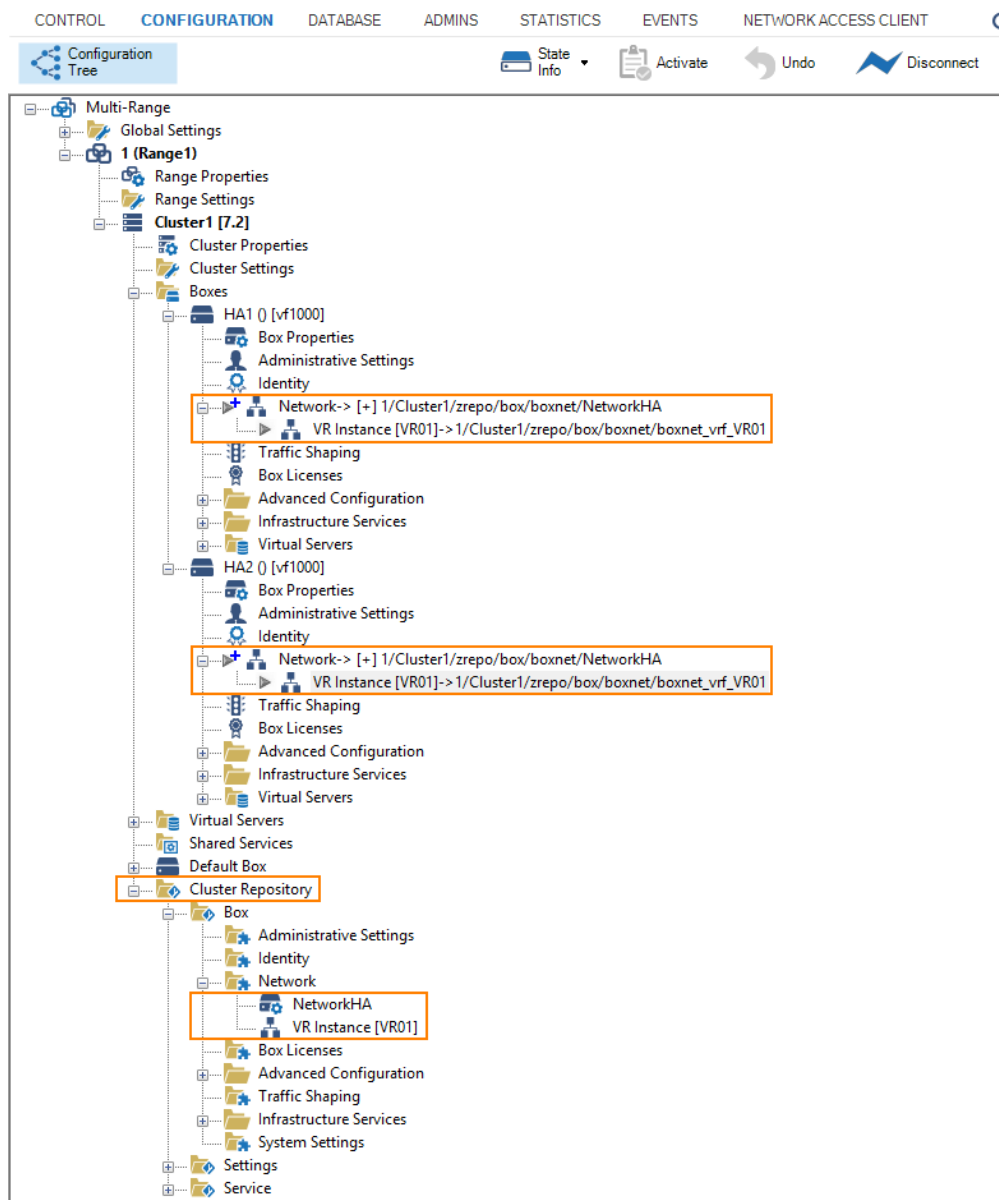 CONTROL CONFIGURATION DATABASE ADMINS STATISTICS EVENTS NETWORK ACCESS CLIENT
Configuration Tree
State Info
Activate
Undo
Disconnect
Multi-Range
Global Settings
1 (Range1)
Range Properties
Range Settings
Cluster1 [7.2]
Cluster Properties
Cluster Settings
Boxes
HA1 () [vf1000]
Box Properties
Administrative Settings
Identity
Network-> [+] 1/Cluster1/zrepo/box/boxnet/NetworkHA
VR Instance [VR01]->1/Cluster1/zrepo/box/boxnet/boxnet_vrf_VR01
Traffic Shaping
Box Licenses
Advanced Configuration
Infrastructure Services
Virtual Servers
HA2 () [vf1000]
Box Properties
Administrative Settings
Identity
Network-> [+] 1/Cluster1/zrepo/box/boxnet/NetworkHA
VR Instance [VR01]->1/Cluster1/zrepo/box/boxnet/boxnet_vrf_VR01
Traffic Shaping
Box Licenses
Advanced Configuration
Infrastructure Services
Virtual Servers
Virtual Servers
Shared Services
Default Box
Cluster Repository
Box
Administrative Settings
Identity
Network
NetworkHA
VR Instance [VR01]
Box Licenses
Advanced Configuration
Traffic Shaping
Infrastructure Services
System Settings
Settings
Service